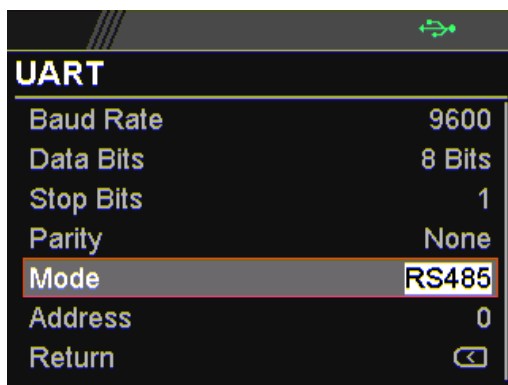 UART
Baud Rate 9600
Data Bits 8 Bits
Stop Bits 1
Parity None
Mode RS485
Address 0
Return